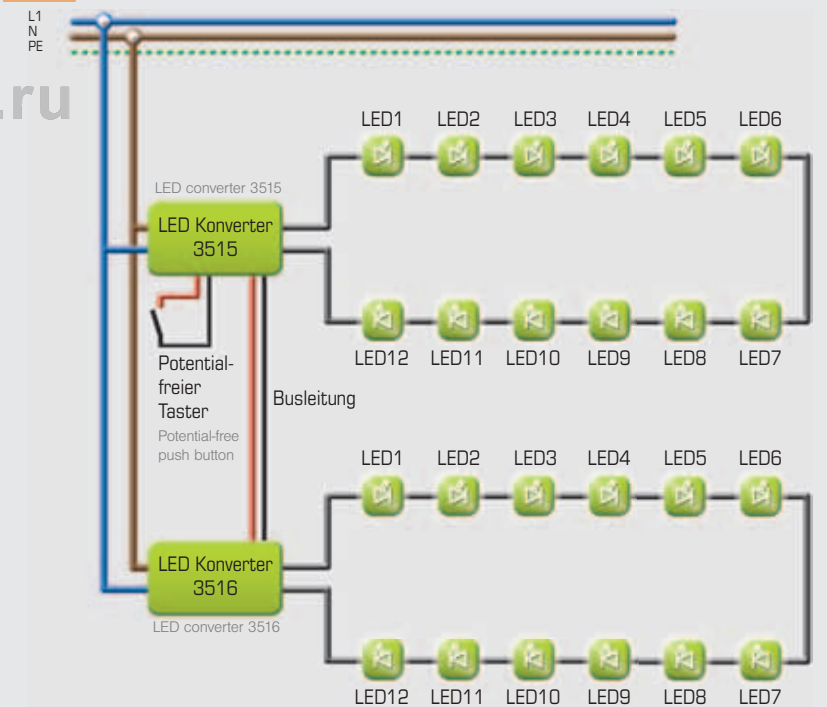 L1
N
PE
.ru
LED1 LED2 LED3 LED4 LED5 LED6
LED converter 3515
LED Konverter
3515
LED12 LED11 LED10 LED9 LED8 LED7
Potential-
freier
Taster
Potential-free
push button
Busleitung
LED1 LED2 LED3 LED4 LED5 LED6
LED Konverter
3516
LED converter 3516
LED12 LED11 LED10 LED9 LED8 LED7